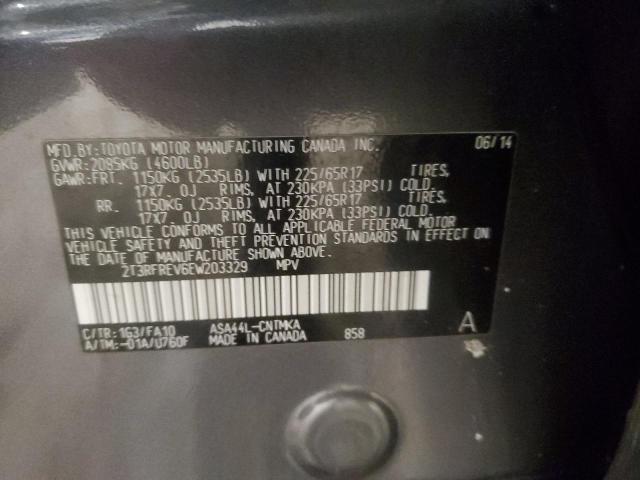 MFD.BY:TOYOTA MOTOR MANUFACTURING CANADA INC. 06/14
GVWR:2085KG (4600LB)
GAWR:FRT. 1150KG (2535LB) WITH 225/65R17 TIRES,
17X7.0J RIMS, AT 230KPA (33PSI) COLD.
RR. 1150KG (2535LB) WITH 225/65R17 TIRES,
17X7.0J RIMS, AT 230KPA (33PSI) COLD.
THIS VEHICLE CONFORMS TO ALL APPLICABLE FEDERAL MOTOR
VEHICLE SAFETY AND THEFT PREVENTION STANDARDS IN EFFECT ON
THE DATE OF MANUFACTURE SHOWN ABOVE.
2T3RFREV6EW203329 MPV
C/TR:1G3/FA10 ASA44L-CNTMKA A
A/TM:-01A/U760F MADE IN CANADA 858